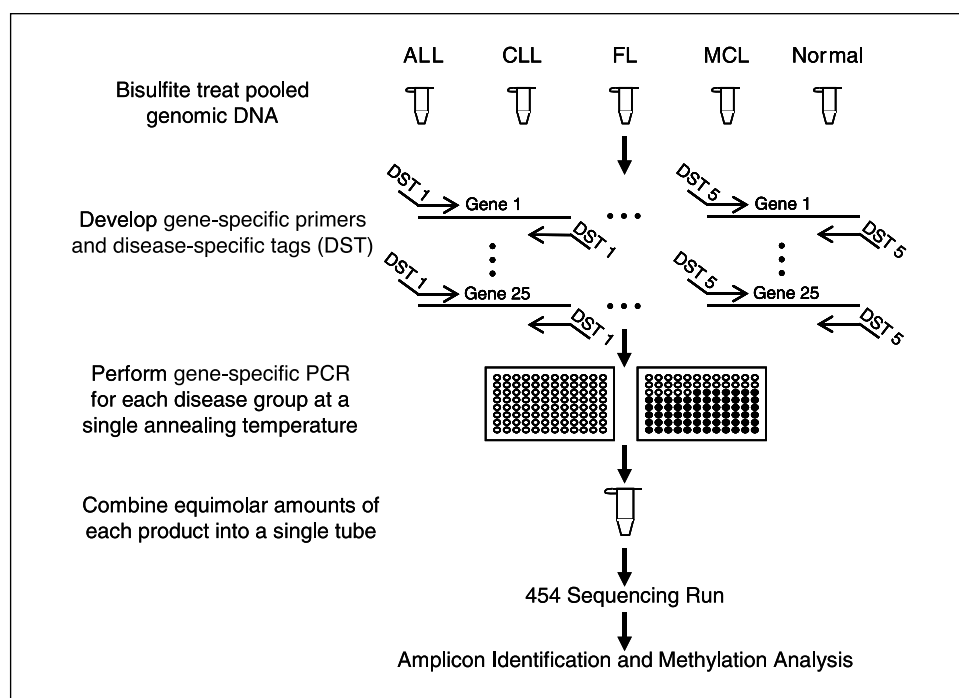 ALL CLL FL MCL Normal
Bisulfite treat pooled
genomic DNA
DST 1 Gene 1 DST 1 DST 5 Gene 1 DST 5
Develop gene-specific primers
and disease-specific tags (DST)
DST 1 Gene 25 DST 1 DST 5 Gene 25 DST 5
Perform gene-specific PCR
for each disease group at a
single annealing temperature
Combine equimolar amounts of
each product into a single tube
454 Sequencing Run
Amplicon Identification and Methylation Analysis